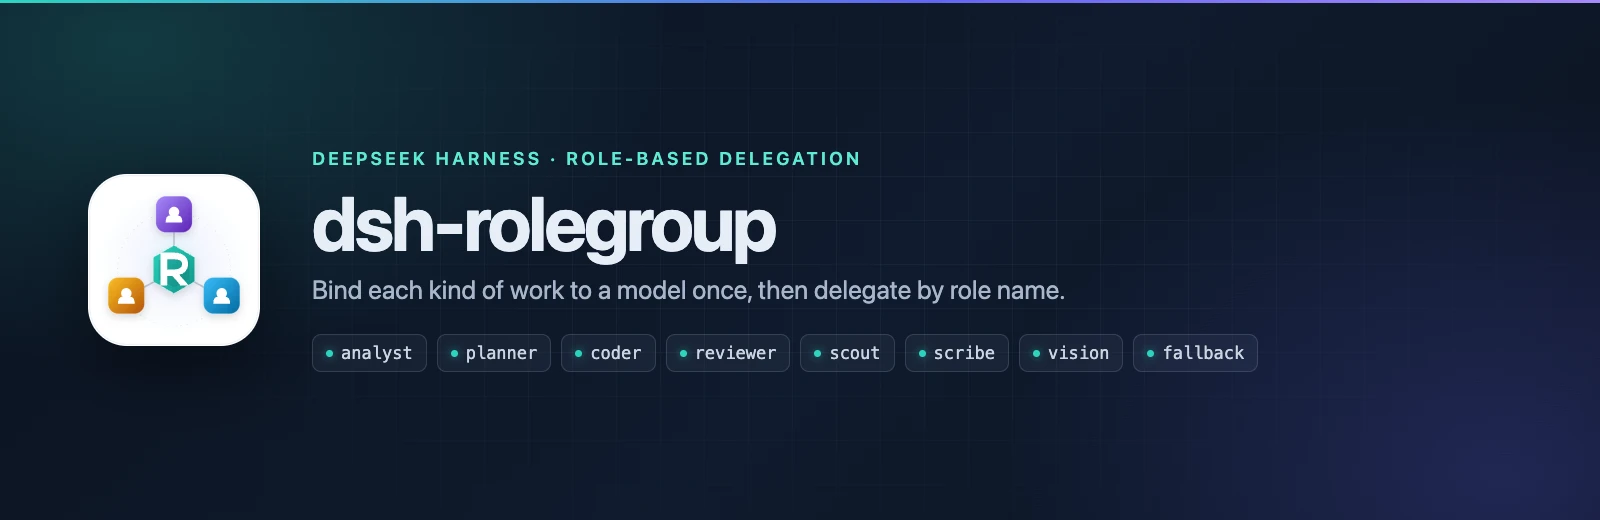 DEEPSEEK HARNESS · ROLE-BASED DELEGATION
R
dsh-rolegroup
Bind each kind of work to a model once, then delegate by role name.
analyst planner coder reviewer scout scribe vision fallback